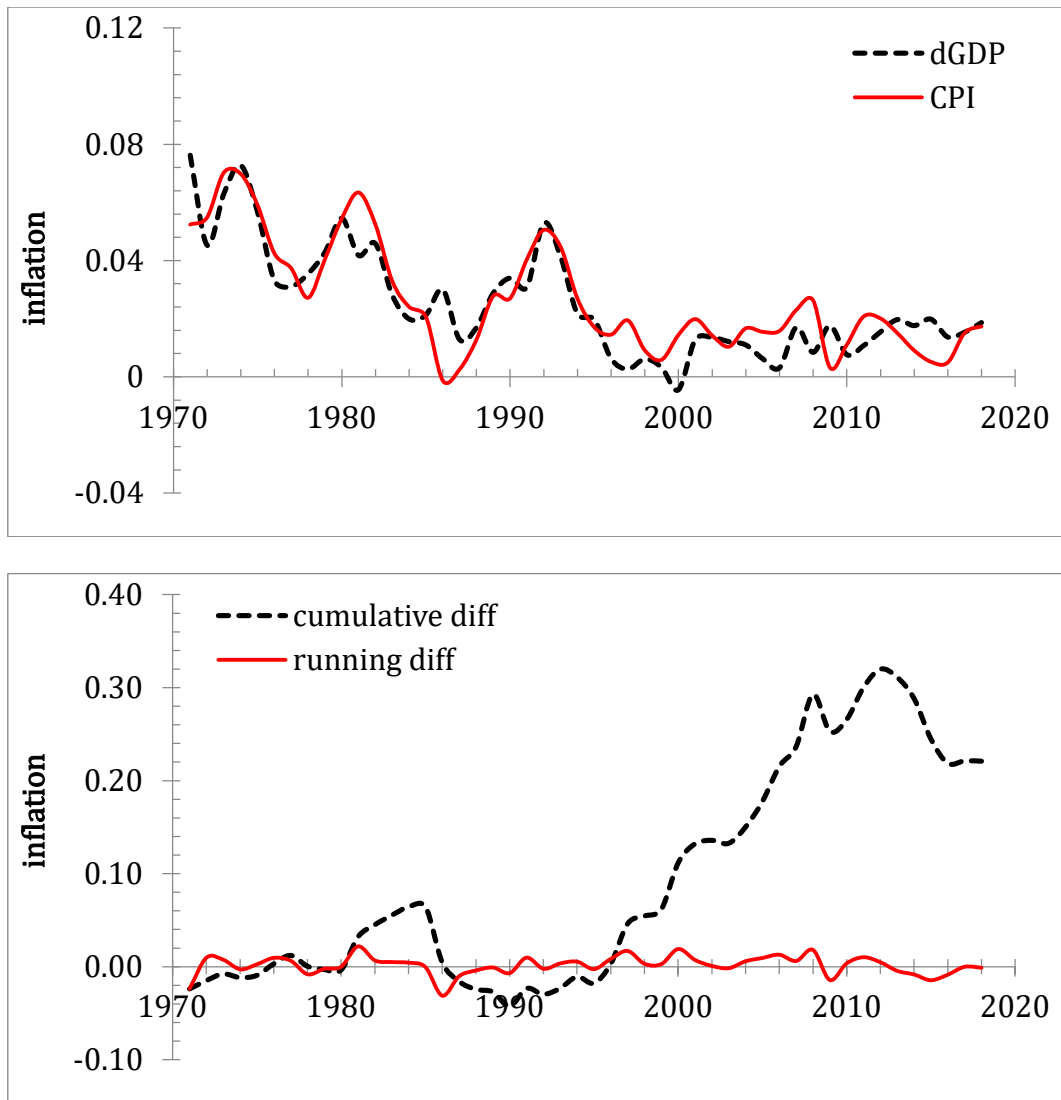 0.12
dGDP
CPI
0.08
0.04
0
1970 1980 1990 2000 2010 2020
-0.04
inflation
0.40
cumulative diff
running diff
0.30
0.20
0.10
0.00
1970 1980 1990 2000 2010 2020
-0.10
inflation